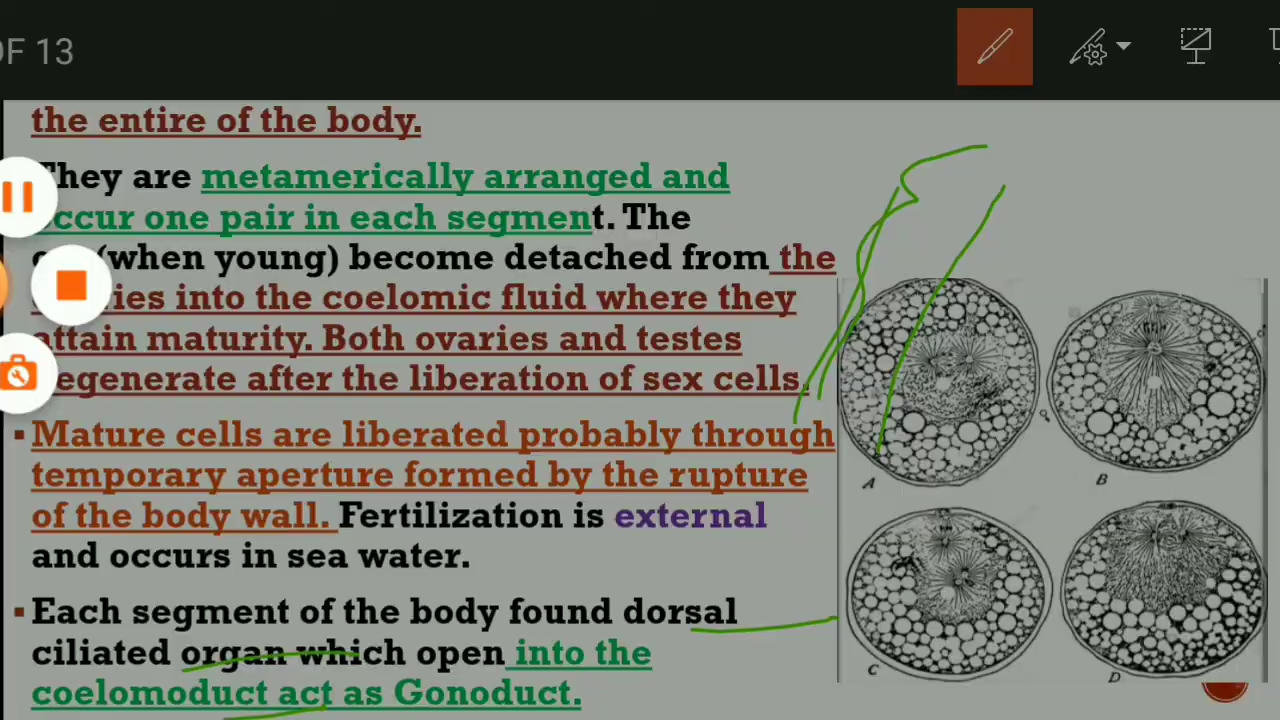 OF 13
the entire of the body.
They are metamerically arranged and
occur one pair in each segment. The
(when young) become detached from the
into the coelomic fluid where they
attain maturity. Both ovaries and testes
degenerate after the liberation of sex cells.
Mature cells are liberated probably through
temporary aperture formed by the rupture
of the body wall. Fertilization is external
and occurs in sea water.
Each segment of the body found dorsal
ciliated organ which open into the
coelomoduct act as Gonoduct.
A
B
C
D